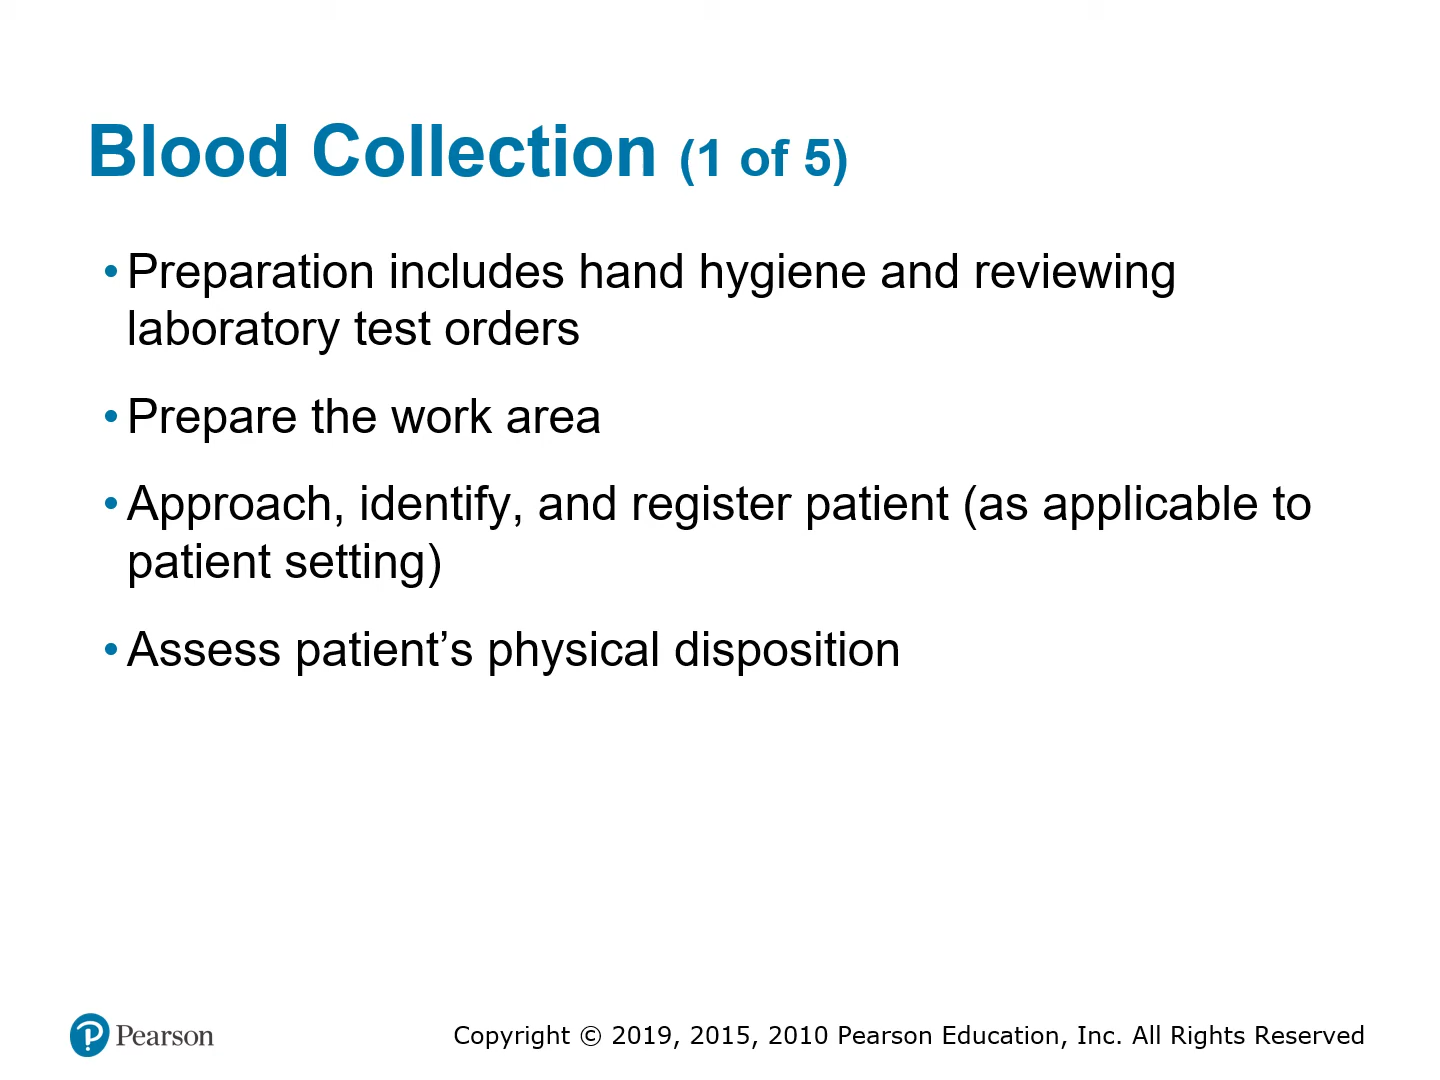 Blood Collection (1 of 5)
• Preparation includes hand hygiene and reviewing
laboratory test orders
• Prepare the work area
• Approach, identify, and register patient (as applicable to
patient setting)
• Assess patient’s physical disposition
Pearson
Copyright © 2019, 2015, 2010 Pearson Education, Inc. All Rights Reserved